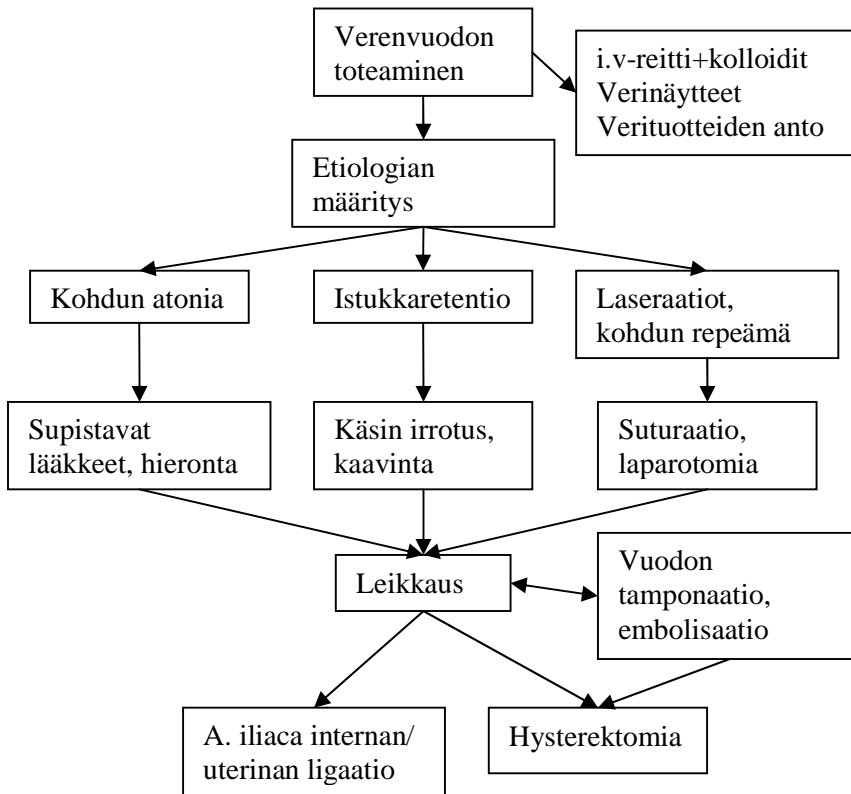 Verenvuodon
toteaminen
i.v-reitti+kolloidit
Verinäytteet
Verituotteiden anto
Etiologian
määritys
Kohdun atonia
Istukkaretentio
Laseraatiot,
kohdun repeämä
Supistavat
lääkkeet, hieronta
Käsin irrotus,
kaavinta
Suturaatio,
laparotomia
Leikkaus
Vuodon
tamponaatio,
embolisaatio
A. iliaca internan/
uterinan ligaatio
Hysterektomia